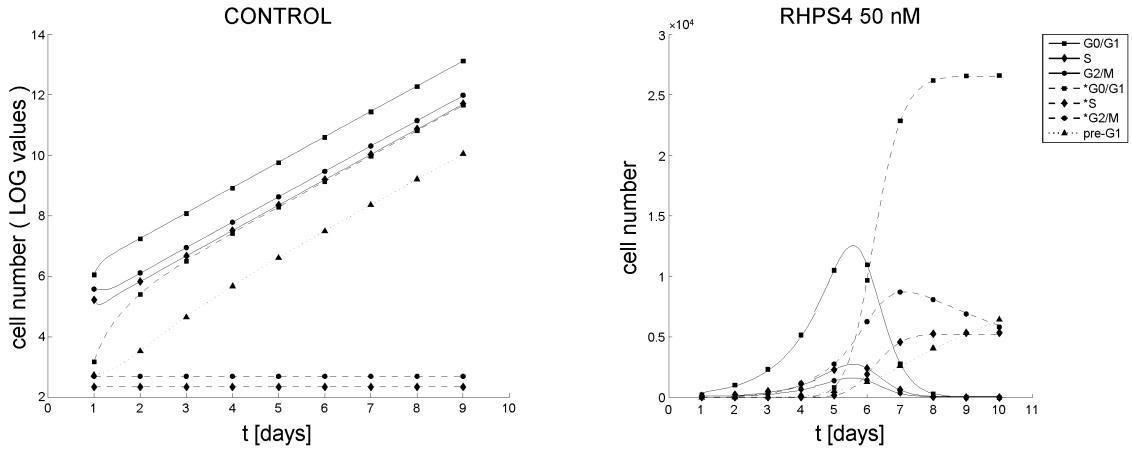 CONTROL
14
12
10
8
6
4
2
0 1 2 3 4 5 6 7 8 9 10
cell number ( LOG values )
t [days]
RHPS4 50 nM
×10⁴
3
2.5
2
1.5
1
0.5
0
0 1 2 3 4 5 6 7 8 9 10 11
cell number
t [days]
G0/G1
S
G2/M
*G0/G1
*S
*G2/M
pre-G1